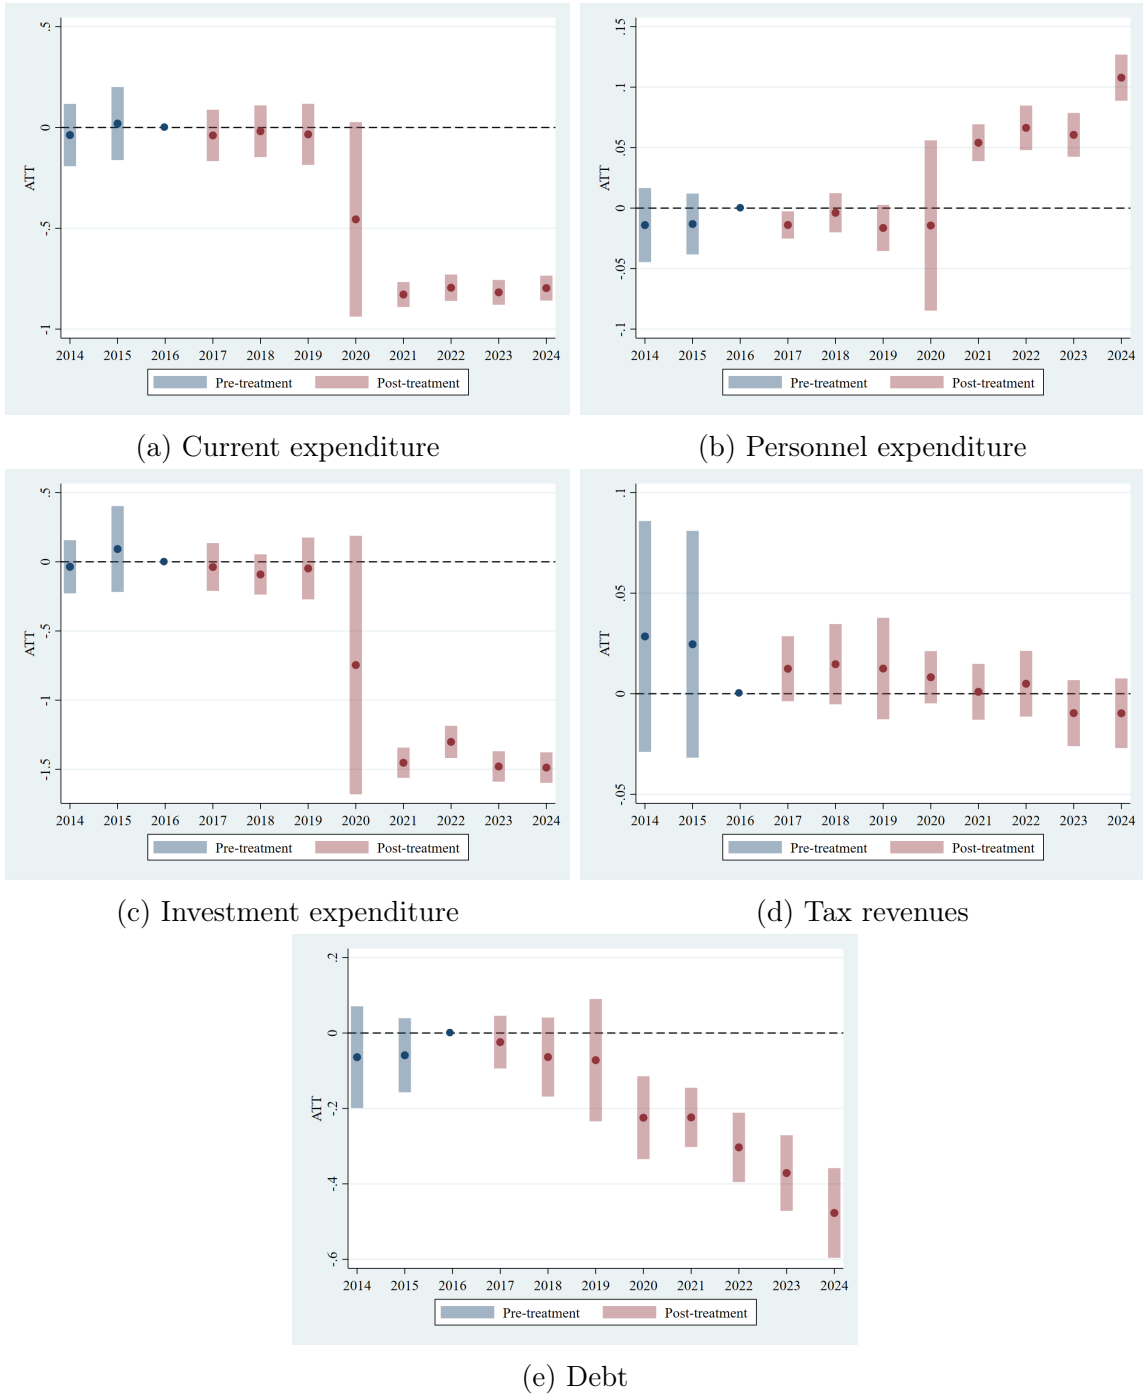 .5
0
-.5
-1
ATT
2014 2015 2016 2017 2018 2019 2020 2021 2022 2023 2024
Pre-treatment Post-treatment
(a) Current expenditure
.15
.1
.05
0
-.05
-.1
ATT
2014 2015 2016 2017 2018 2019 2020 2021 2022 2023 2024
Pre-treatment Post-treatment
(b) Personnel expenditure
.5
0
-.5
-1
-1.5
ATT
2014 2015 2016 2017 2018 2019 2020 2021 2022 2023 2024
Pre-treatment Post-treatment
(c) Investment expenditure
.1
.05
0
-.05
ATT
2014 2015 2016 2017 2018 2019 2020 2021 2022 2023 2024
Pre-treatment Post-treatment
(d) Tax revenues
.2
0
-.2
-.4
-.6
ATT
2014 2015 2016 2017 2018 2019 2020 2021 2022 2023 2024
Pre-treatment Post-treatment
(e) Debt